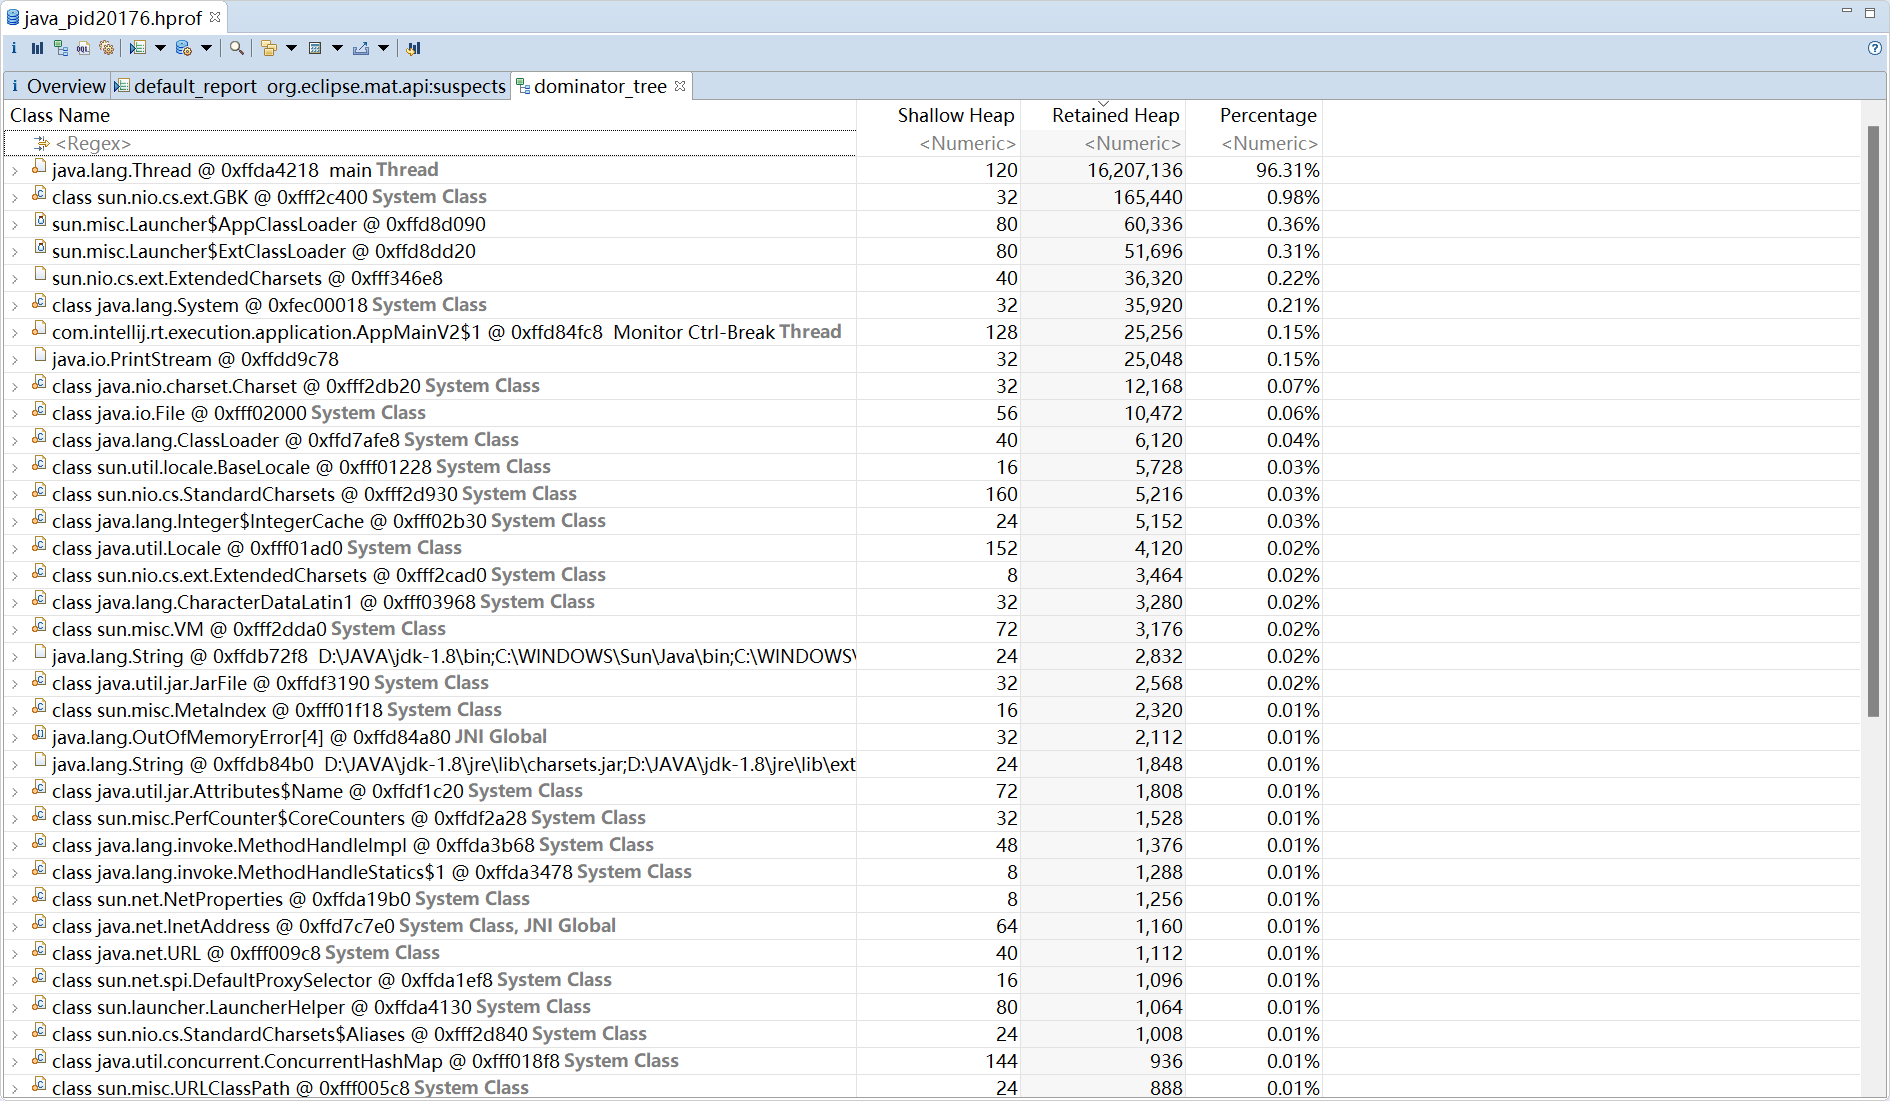 java_pid20176.hprof
Overview default_report org.eclipse.mat.api:suspects dominator_tree
Class Name Shallow Heap Retained Heap Percentage
<Regex> <Numeric> <Numeric> <Numeric>
java.lang.Thread @ 0xffda4218 main Thread 120 16,207,136 96.31%
class sun.nio.cs.ext.GBK @ 0xfff2c400 System Class 32 165,440 0.98%
sun.misc.Launcher$AppClassLoader @ 0xffd8d090 80 60,336 0.36%
sun.misc.Launcher$ExtClassLoader @ 0xffd8dd20 80 51,696 0.31%
sun.nio.cs.ext.ExtendedCharsets @ 0xfff346e8 40 36,320 0.22%
class java.lang.System @ 0xfec00018 System Class 32 35,920 0.21%
com.intellij.rt.execution.application.AppMainV2$1 @ 0xffd84fc8 Monitor Ctrl-Break Thread 128 25,256 0.15%
java.io.PrintStream @ 0xffdd9c78 32 25,048 0.15%
class java.nio.charset.Charset @ 0xfff2db20 System Class 32 12,168 0.07%
class java.io.File @ 0xfff02000 System Class 56 10,472 0.06%
class java.lang.ClassLoader @ 0xffd7afe8 System Class 40 6,120 0.04%
class sun.util.locale.BaseLocale @ 0xfff01228 System Class 16 5,728 0.03%
class sun.nio.cs.StandardCharsets @ 0xfff2d930 System Class 160 5,216 0.03%
class java.lang.Integer$IntegerCache @ 0xfff02b30 System Class 24 5,152 0.03%
class java.util.Locale @ 0xfff01ad0 System Class 152 4,120 0.02%
class sun.nio.cs.ext.ExtendedCharsets @ 0xfff2cad0 System Class 8 3,464 0.02%
class java.lang.CharacterDataLatin1 @ 0xfff03968 System Class 32 3,280 0.02%
class sun.misc.VM @ 0xfff2dda0 System Class 72 3,176 0.02%
java.lang.String @ 0xffdb72f8 D:\JAVA\jdk-1.8\bin;C:\WINDOWS\Sun\Java\bin;C:\WINDOWS\ 24 2,832 0.02%
class java.util.jar.JarFile @ 0xffdf3190 System Class 32 2,568 0.02%
class sun.misc.MetaIndex @ 0xfff01f18 System Class 16 2,320 0.01%
java.lang.OutOfMemoryError[4] @ 0xffd84a80 JNI Global 32 2,112 0.01%
java.lang.String @ 0xffdb84b0 D:\JAVA\jdk-1.8\jre\lib\charsets.jar;D:\JAVA\jdk-1.8\jre\lib\ext 24 1,848 0.01%
class java.util.jar.Attributes$Name @ 0xffdf1c20 System Class 72 1,808 0.01%
class sun.misc.PerfCounter$CoreCounters @ 0xffdf2a28 System Class 32 1,528 0.01%
class java.lang.invoke.MethodHandleImpl @ 0xffda3b68 System Class 48 1,376 0.01%
class java.lang.invoke.MethodHandleStatics$1 @ 0xffda3478 System Class 8 1,288 0.01%
class sun.net.NetProperties @ 0xffda19b0 System Class 8 1,256 0.01%
class java.net.InetAddress @ 0xffd7c7e0 System Class, JNI Global 64 1,160 0.01%
class java.net.URL @ 0xfff009c8 System Class 40 1,112 0.01%
class sun.net.spi.DefaultProxySelector @ 0xffda1ef8 System Class 16 1,096 0.01%
class sun.launcher.LauncherHelper @ 0xffda4130 System Class 80 1,064 0.01%
class sun.nio.cs.StandardCharsets$Aliases @ 0xfff2d840 System Class 24 1,008 0.01%
class java.util.concurrent.ConcurrentHashMap @ 0xfff018f8 System Class 144 936 0.01%
class sun.misc.URLClassPath @ 0xfff005c8 System Class 24 888 0.01%